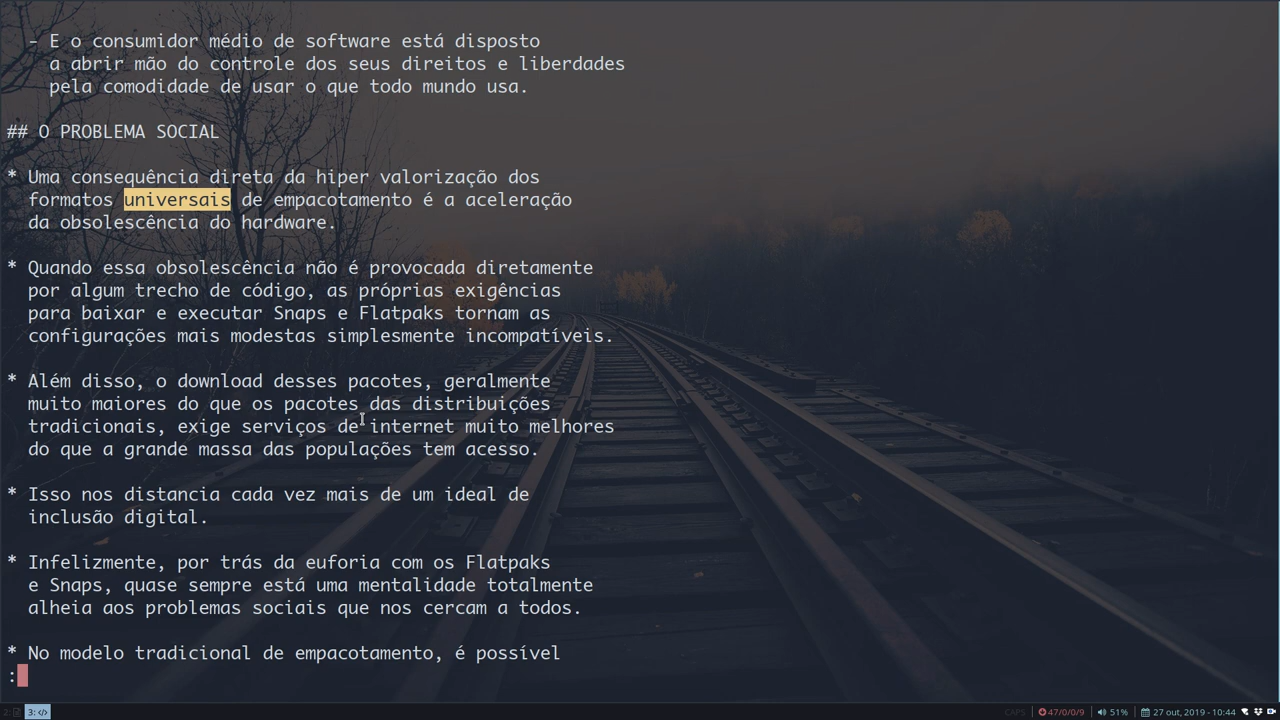 - E o consumidor médio de software está disposto
a abrir mão do controle dos seus direitos e liberdades
pela comodidade de usar o que todo mundo usa.
## O PROBLEMA SOCIAL
* Uma consequência direta da hiper valorização dos
formatos universais de empacotamento é a aceleração
da obsolescência do hardware.
* Quando essa obsolescência não é provocada diretamente
por algum trecho de código, as próprias exigências
para baixar e executar Snaps e Flatpaks tornam as
configurações mais modestas simplesmente incompatíveis.
* Além disso, o download desses pacotes, geralmente
muito maiores do que os pacotes das distribuições
tradicionais, exige serviços de internet muito melhores
do que a grande massa das populações tem acesso.
* Isso nos distancia cada vez mais de um ideal de
inclusão digital.
* Infelizmente, por trás da euforia com os Flatpaks
e Snaps, quase sempre está uma mentalidade totalmente
alheia aos problemas sociais que nos cercam a todos.
* No modelo tradicional de empacotamento, é possível
:
2: 3: </> CAPS 47/0/0/9 51% 27 out, 2019 - 10:44